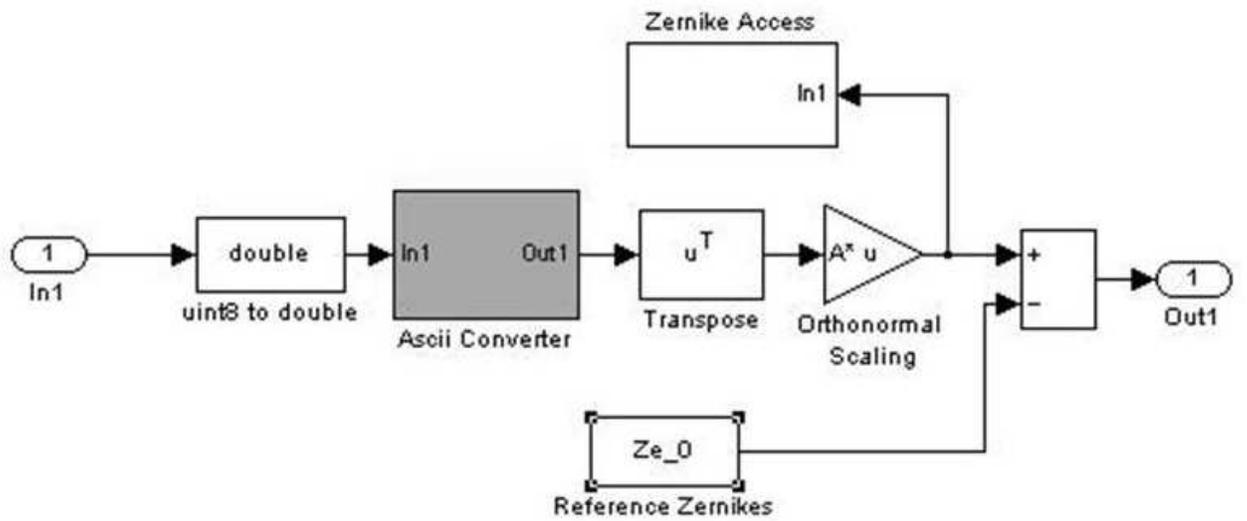 Zernike Access
In1
1
In1
double
uint8 to double
In1
Out1
Ascii Converter
u^T
Transpose
A* u
Orthonormal
Scaling
+
−
1
Out1
Ze_0
Reference Zernikes